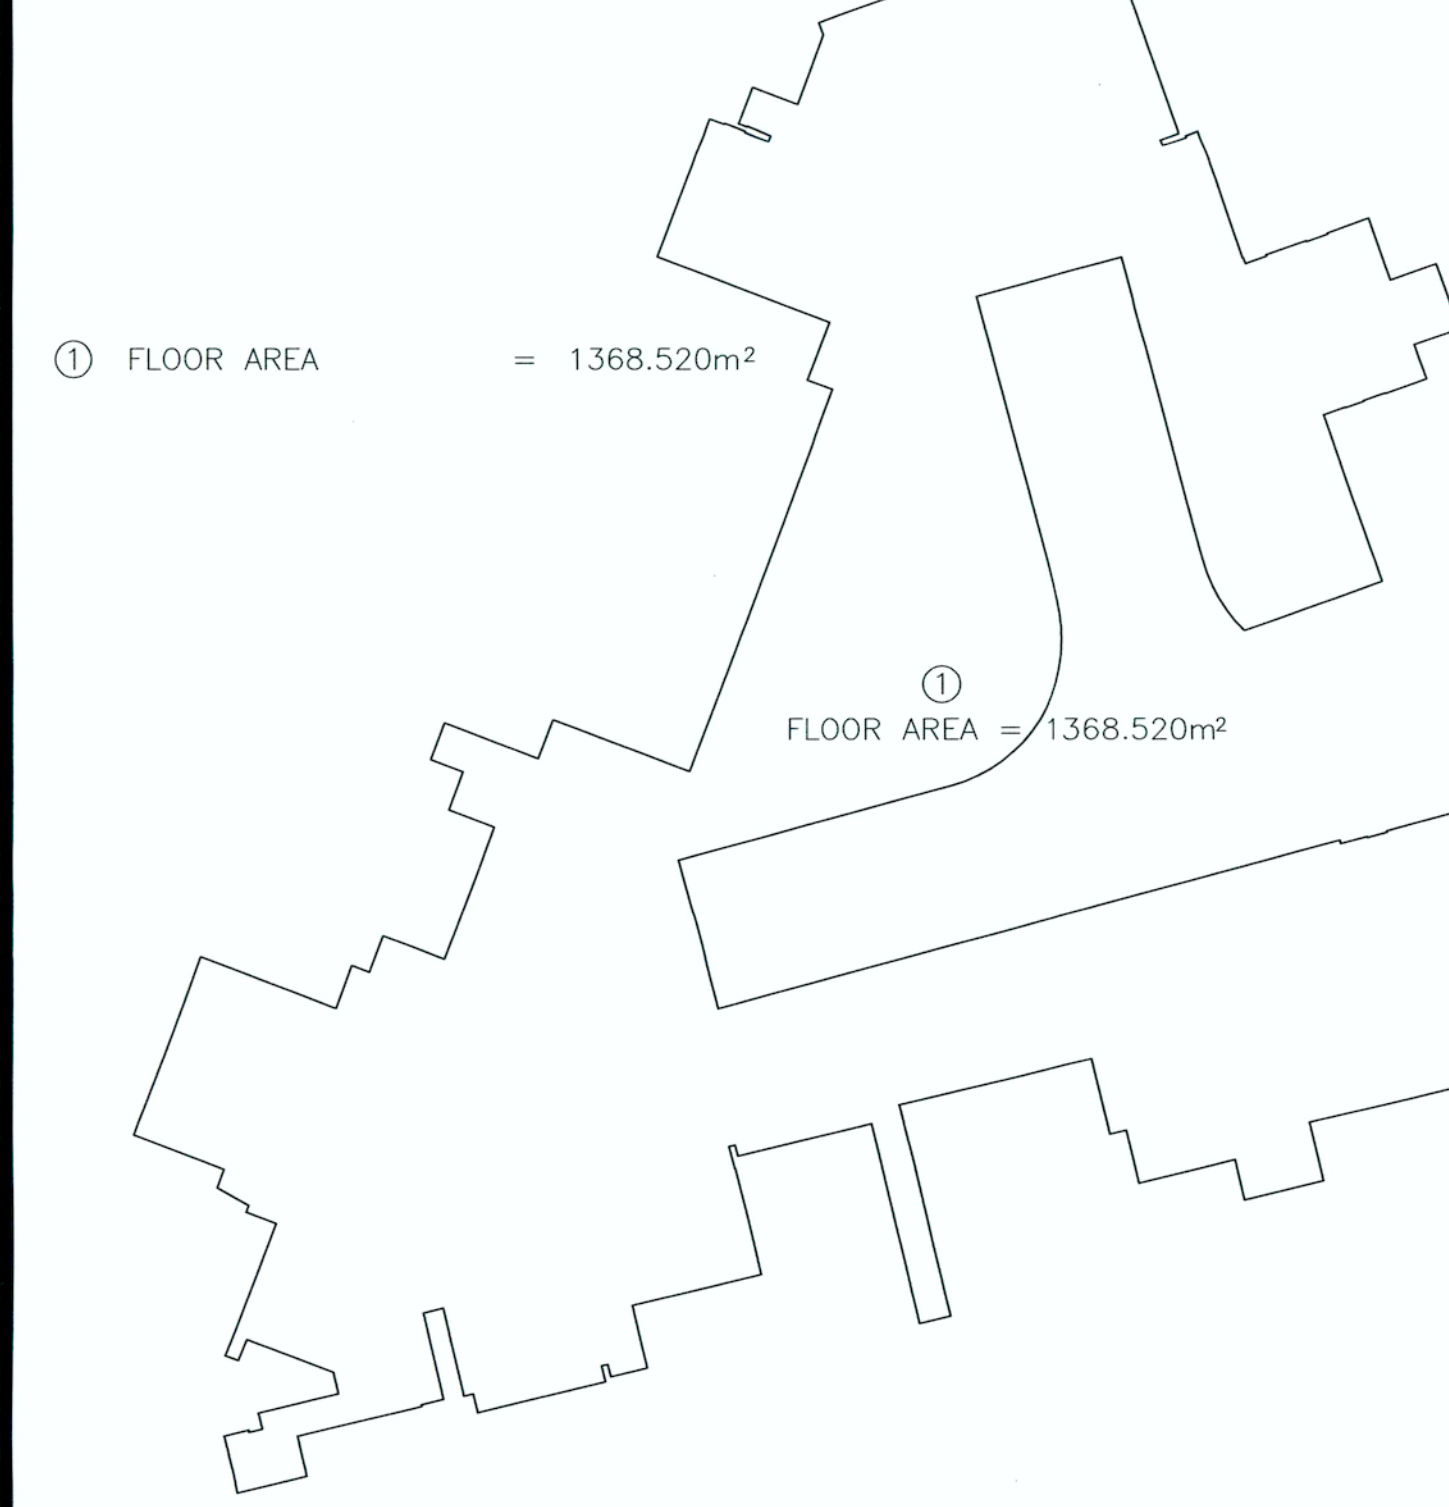 ① FLOOR AREA = 1368.520m²
①
FLOOR AREA = 1368.520m²